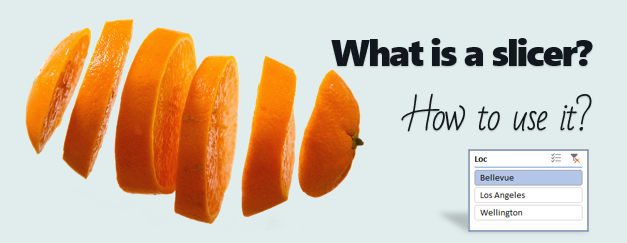 What is a slicer?
How to use it?
Loc
Bellevue
Los Angeles
Wellington